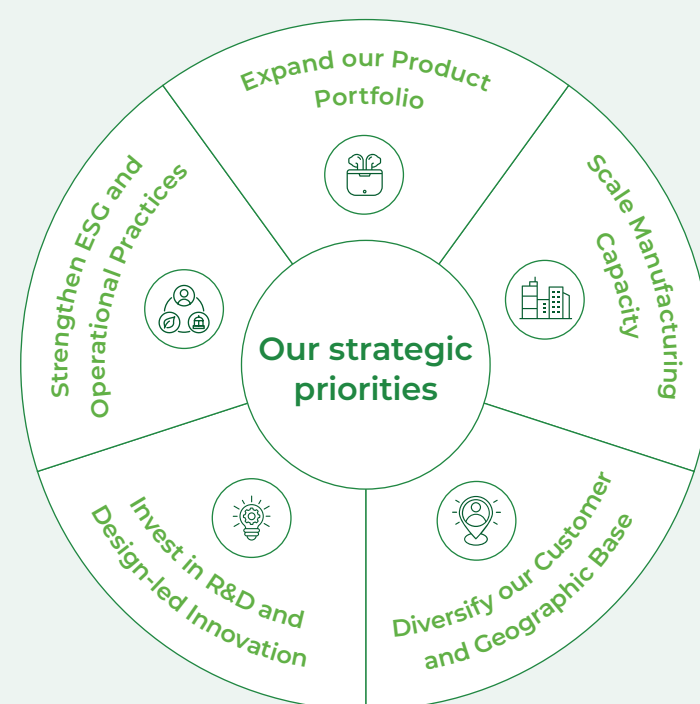 Expand our Product
Portfolio
Scale Manufacturing
Capacity
Diversify our Customer
and Geographic Base
Invest in R&D and
Design-led Innovation
Strengthen ESG and
Operational Practices
Our strategic
priorities